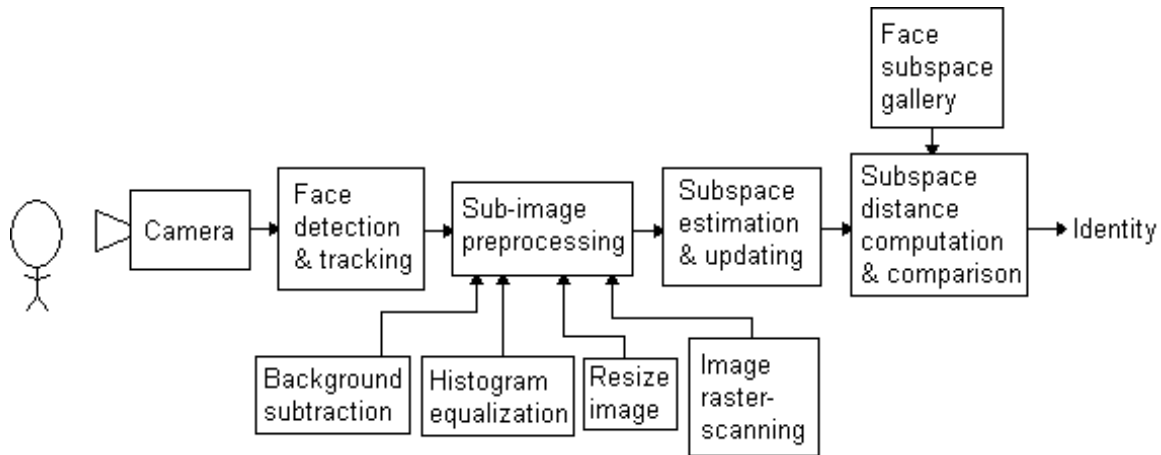 Face
subspace
gallery
Camera
Face
detection
& tracking
Sub-image
preprocessing
Subspace
estimation
& updating
Subspace
distance
computation
& comparison
Identity
Background
subtraction
Histogram
equalization
Resize
image
Image
raster-
scanning